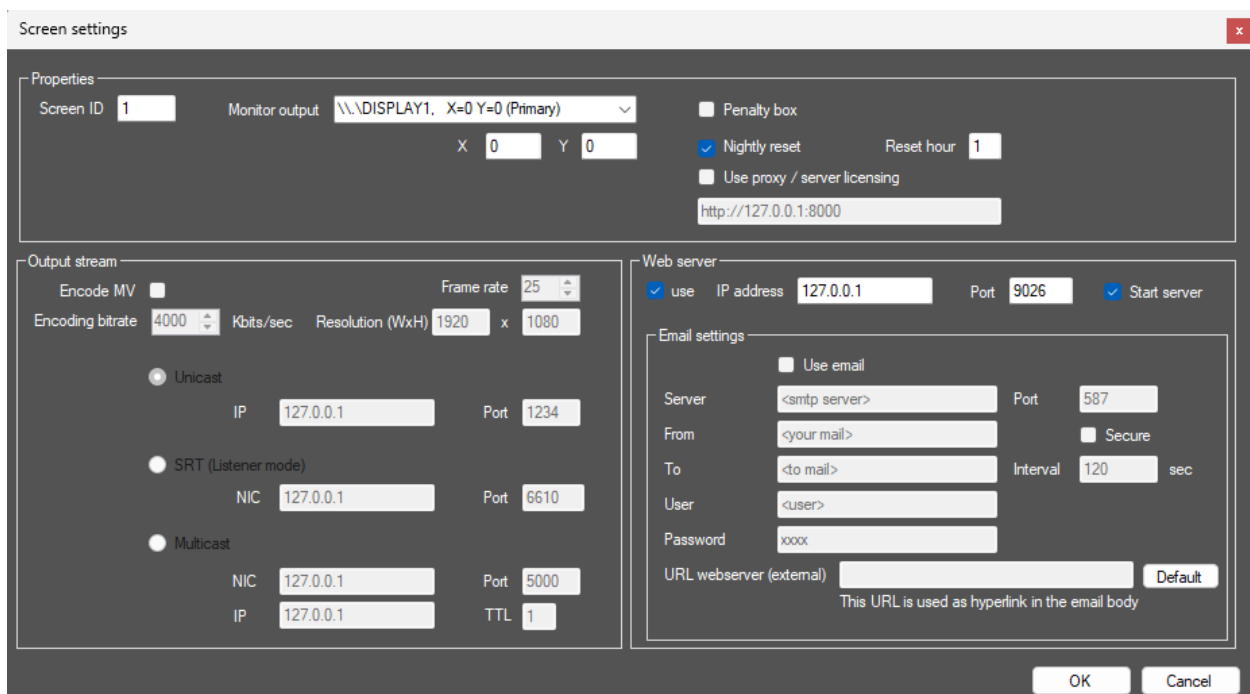 Screen settings
x
Properties
Screen ID 1 Monitor output \\.\DISPLAY1, X=0 Y=0 (Primary) Penalty box
X 0 Y 0 Nightly reset Reset hour 1
Use proxy / server licensing
http://127.0.0.1:8000
Output stream
Encode MV Frame rate 25
Encoding bitrate 4000 Kbits/sec Resolution (WxH) 1920 x 1080
Unicast
IP 127.0.0.1 Port 1234
SRT (Listener mode)
NIC 127.0.0.1 Port 6610
Multicast
NIC 127.0.0.1 Port 5000
IP 127.0.0.1 TTL 1
Web server
use IP address 127.0.0.1 Port 9026 Start server
Email settings
Use email
Server <smtp server> Port 587
From <your mail> Secure
To <to mail> Interval 120 sec
User <user>
Password xxxx
URL webserver (external) Default
This URL is used as hyperlink in the email body
OK Cancel